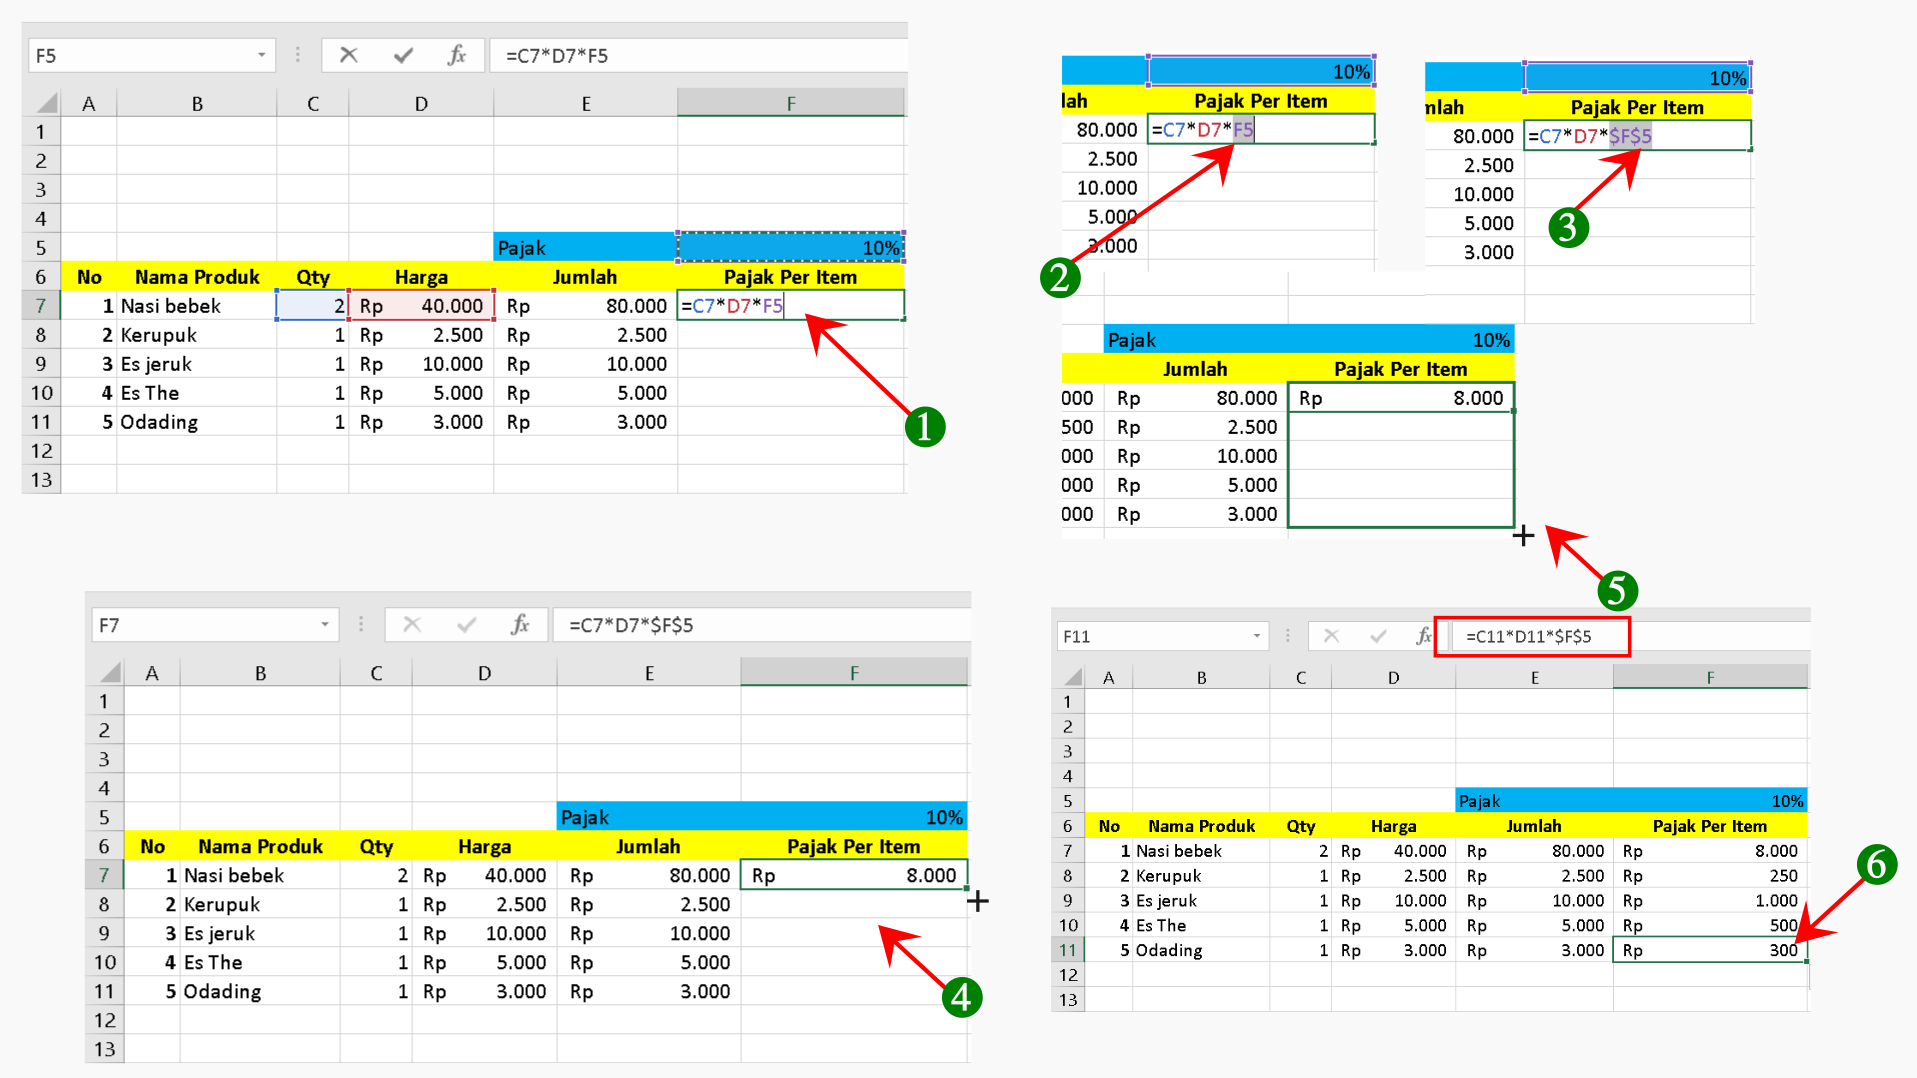 F5 =C7*D7*F5
A B C D E F
1
2
3
4
5 Pajak 10%
6 No Nama Produk Qty Harga Jumlah Pajak Per Item
7 1 Nasi bebek 2 Rp 40.000 Rp 80.000 =C7*D7*F5
8 2 Kerupuk 1 Rp 2.500 Rp 2.500
9 3 Es jeruk 1 Rp 10.000 Rp 10.000
10 4 Es The 1 Rp 5.000 Rp 5.000
11 5 Odading 1 Rp 3.000 Rp 3.000
12
13
1
10%
lah Pajak Per Item
80.000 =C7*D7*F5
2.500
10.000
5.000
3.000
2
10%
mlah Pajak Per Item
80.000 =C7*D7*$F$5
2.500
10.000
5.000
3.000
3
Pajak 10%
Jumlah Pajak Per Item
000 Rp 80.000 Rp 8.000
500 Rp 2.500
000 Rp 10.000
000 Rp 5.000
000 Rp 3.000
5
F7 fx =C7*D7*$F$5
A B C D E F
1
2
3
4
5 Pajak 10%
6 No Nama Produk Qty Harga Jumlah Pajak Per Item
7 1 Nasi bebek 2 Rp 40.000 Rp 80.000 Rp 8.000
8 2 Kerupuk 1 Rp 2.500 Rp 2.500
9 3 Es jeruk 1 Rp 10.000 Rp 10.000
10 4 Es The 1 Rp 5.000 Rp 5.000
11 5 Odading 1 Rp 3.000 Rp 3.000
12
13
4
F11 fx =C11*D11*$F$5
A B C D E F
1
2
3
4
5 Pajak 10%
6 No Nama Produk Qty Harga Jumlah Pajak Per Item
7 1 Nasi bebek 2 Rp 40.000 Rp 80.000 Rp 8.000
8 2 Kerupuk 1 Rp 2.500 Rp 2.500 Rp 250
9 3 Es jeruk 1 Rp 10.000 Rp 10.000 Rp 1.000
10 4 Es The 1 Rp 5.000 Rp 5.000 Rp 500
11 5 Odading 1 Rp 3.000 Rp 3.000 Rp 300
12
13
6